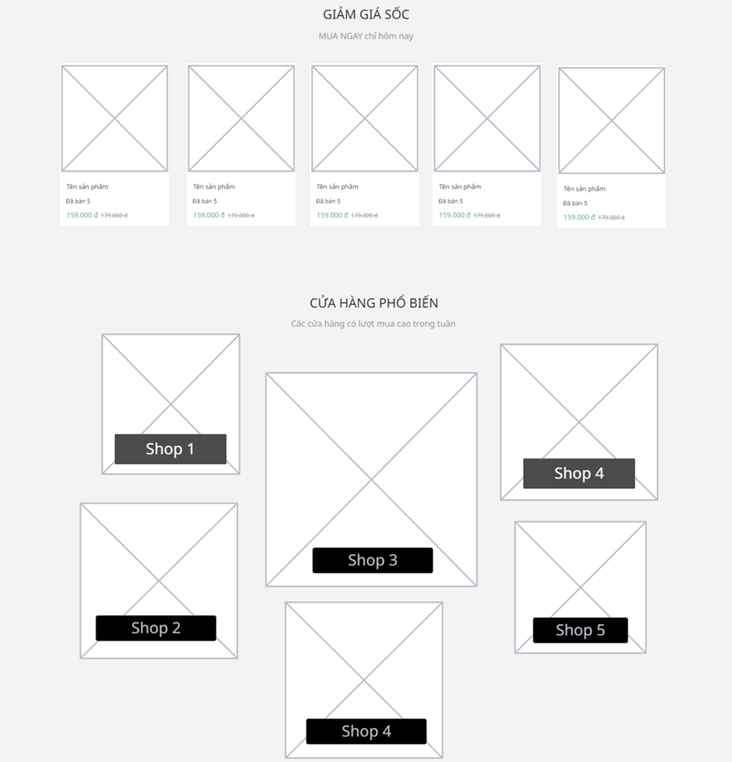 GIẢM GIÁ SỐC
MUA NGAY chỉ hôm nay
Tên sản phẩm
Đã bán 5
159.000 đ 179.000 đ
Tên sản phẩm
Đã bán 5
159.000 đ 179.000 đ
Tên sản phẩm
Đã bán 5
159.000 đ 179.000 đ
Tên sản phẩm
Đã bán 5
159.000 đ 179.000 đ
Tên sản phẩm
Đã bán 5
159.000 đ 179.000 đ
CỬA HÀNG PHỔ BIẾN
Các cửa hàng có lượt mua cao trong tuần
Shop 1
Shop 4
Shop 3
Shop 2
Shop 5
Shop 4